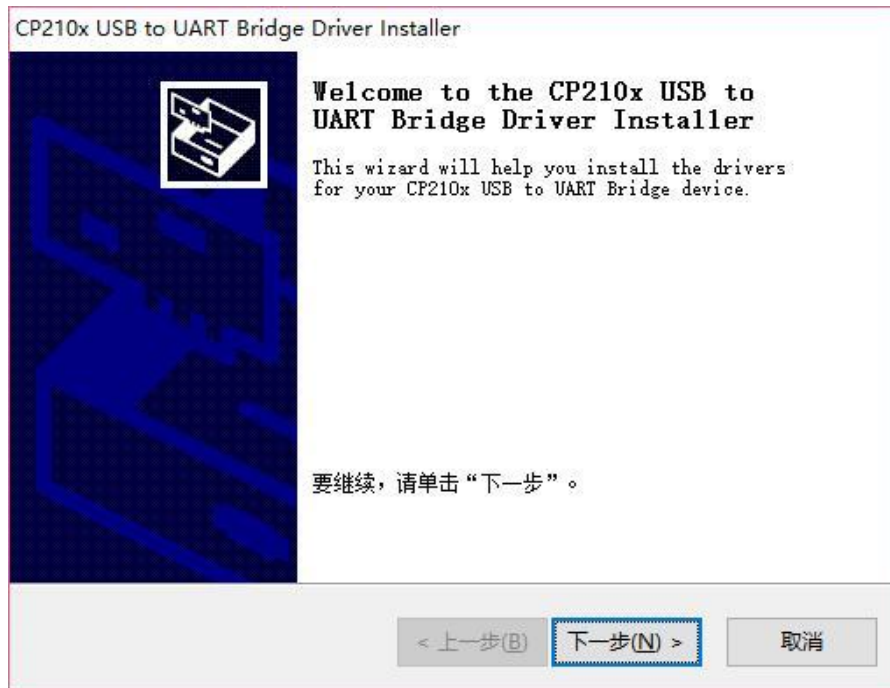 CP210x USB to UART Bridge Driver Installer
Welcome to the CP210x USB to
UART Bridge Driver Installer
This wizard will help you install the drivers
for your CP210x USB to UART Bridge device.
要继续，请单击“下一步”。
< 上一步(B)
下一步(N) >
取消